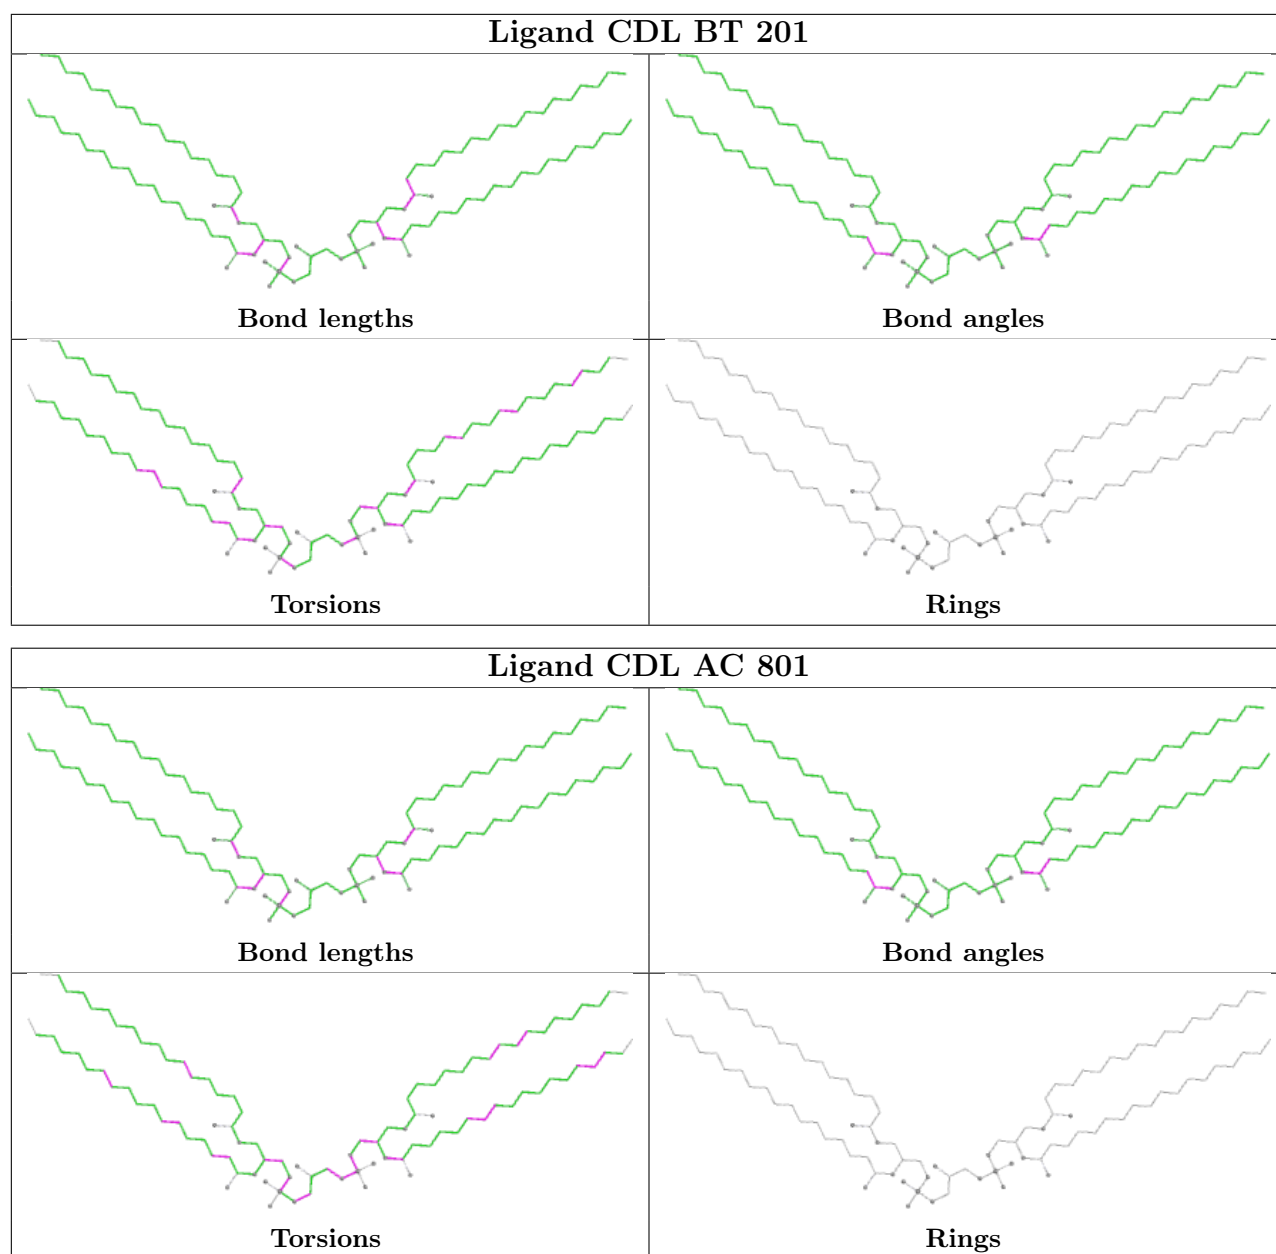 Ligand CDL BT 201
Bond lengths
Bond angles
Torsions
Rings
Ligand CDL AC 801
Bond lengths
Bond angles
Torsions
Rings